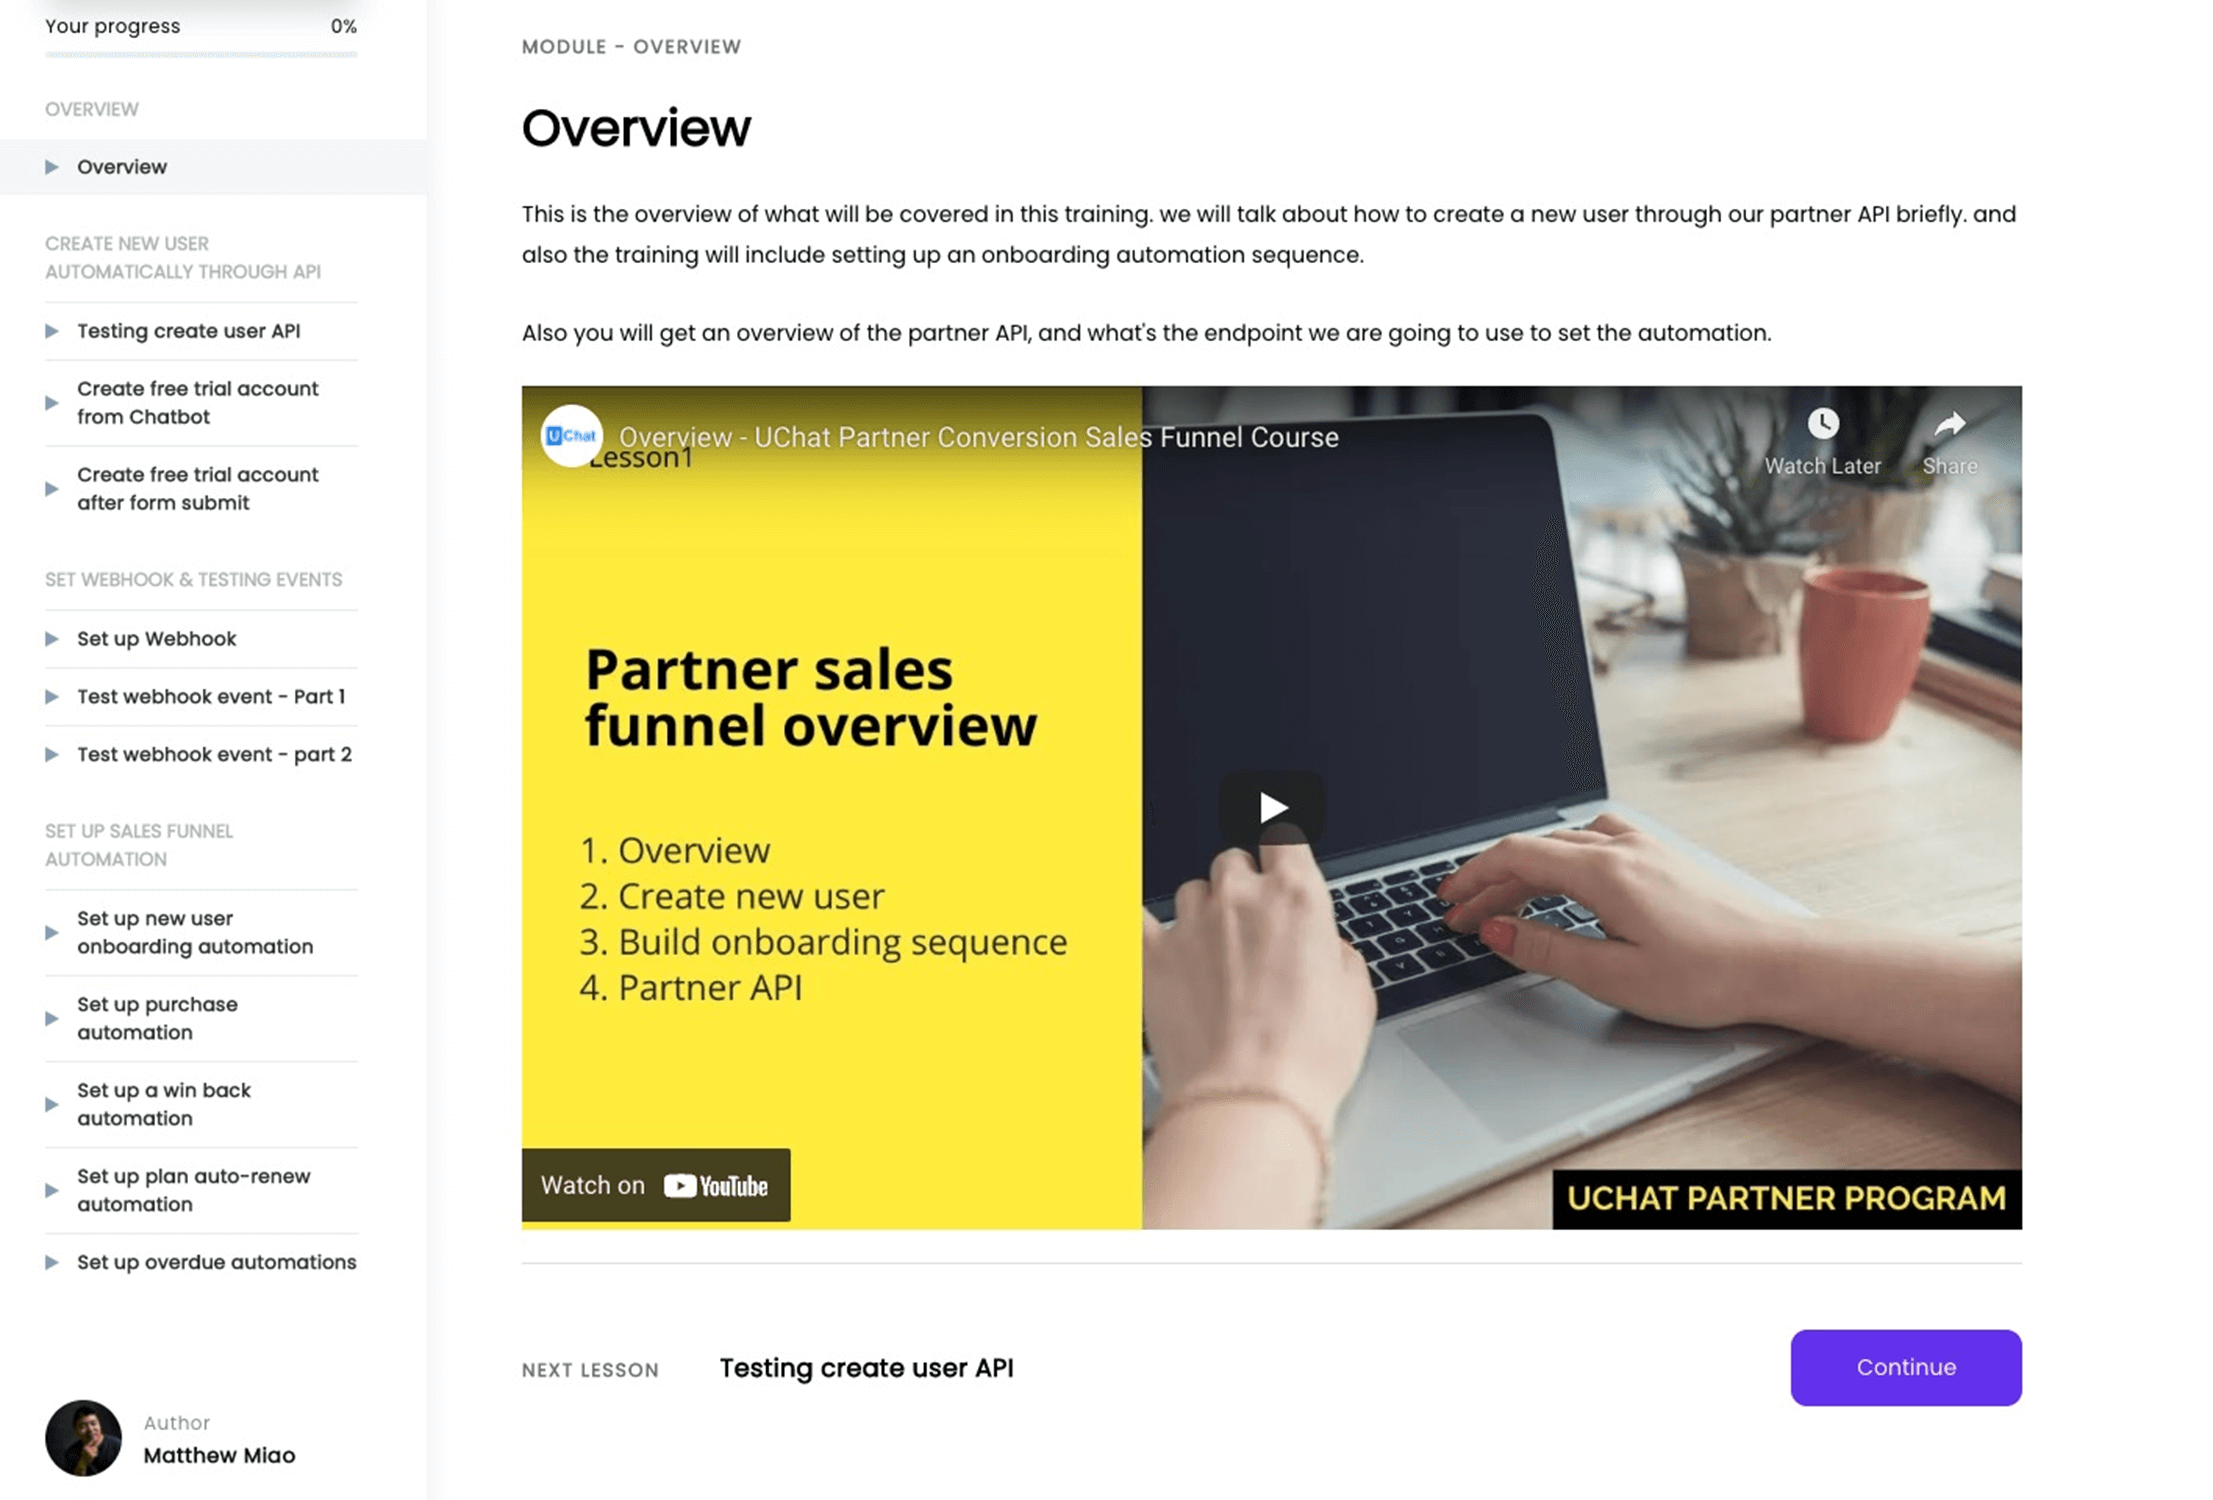 Your progress 0%
OVERVIEW
Overview
CREATE NEW USER
AUTOMATICALLY THROUGH API
Testing create user API
Create free trial account
from Chatbot
Create free trial account
after form submit
SET WEBHOOK & TESTING EVENTS
Set up Webhook
Test webhook event - Part 1
Test webhook event - part 2
SET UP SALES FUNNEL
AUTOMATION
Set up new user
onboarding automation
Set up purchase
automation
Set up a win back
automation
Set up plan auto-renew
automation
Set up overdue automations
Author
Matthew Miao
MODULE - OVERVIEW
Overview
This is the overview of what will be covered in this training. we will talk about how to create a new user through our partner API briefly. and
also the training will include setting up an onboarding automation sequence.
Also you will get an overview of the partner API, and what's the endpoint we are going to use to set the automation.
UChat
Overview - UChat Partner Conversion Sales Funnel Course
Lesson1
Watch Later
Share
Partner sales
funnel overview
1. Overview
2. Create new user
3. Build onboarding sequence
4. Partner API
Watch on YouTube
UCHAT PARTNER PROGRAM
NEXT LESSON
Testing create user API
Continue